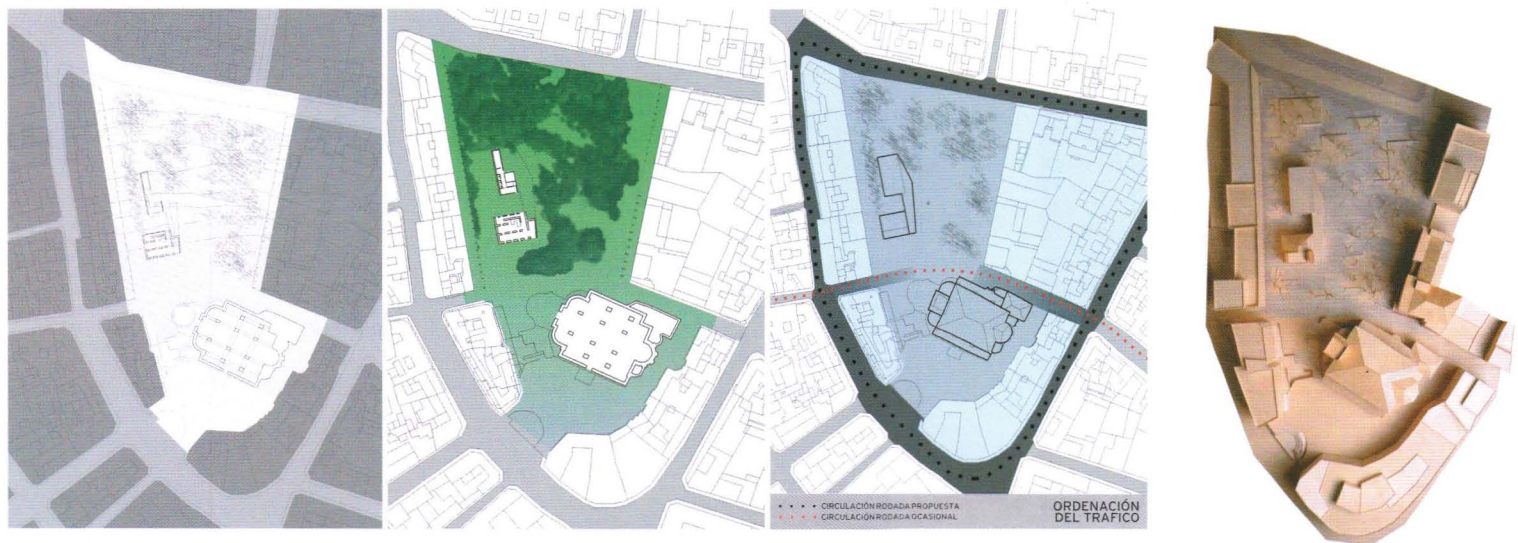 CIRCULACIÓN RODADA PROPUESTA
CIRCULACIÓN RODADA OCASIONAL
ORDENACIÓN
DEL TRAFICO